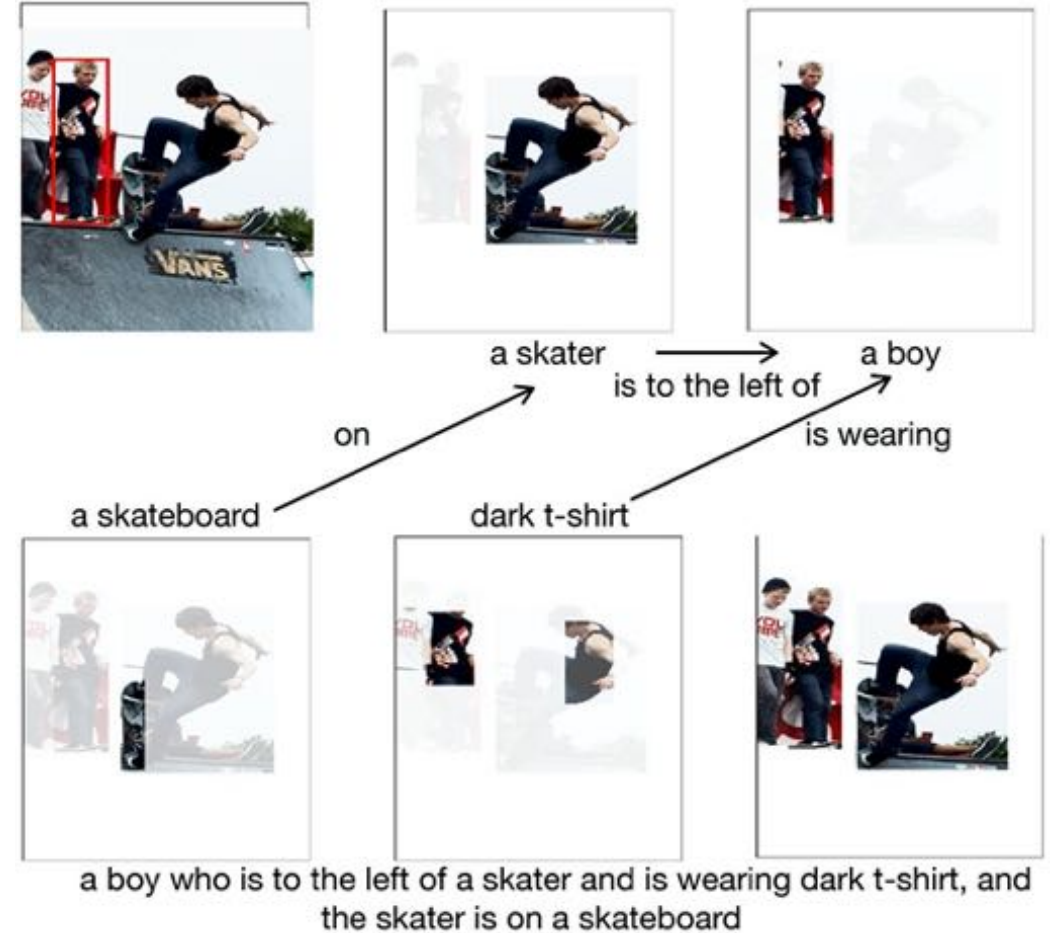 VANS
a skater
a boy
is to the left of
on
is wearing
a skateboard
dark t-shirt
a boy who is to the left of a skater and is wearing dark t-shirt, and
the skater is on a skateboard